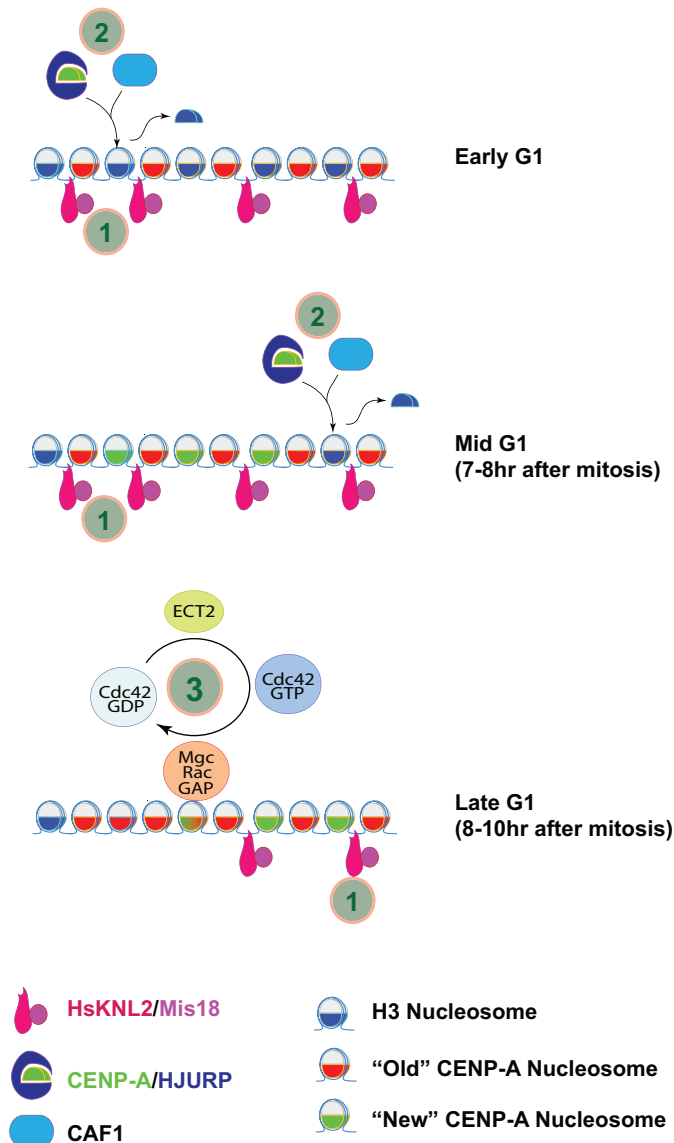 2
Early G1
1
2
Mid G1
(7-8hr after mitosis)
1
ECT2
Cdc42
GDP
3
Cdc42
GTP
Mgc
Rac
GAP
Late G1
(8-10hr after mitosis)
1
HsKNL2/Mis18
H3 Nucleosome
CENP-A/HJURP
“Old” CENP-A Nucleosome
CAF1
“New” CENP-A Nucleosome